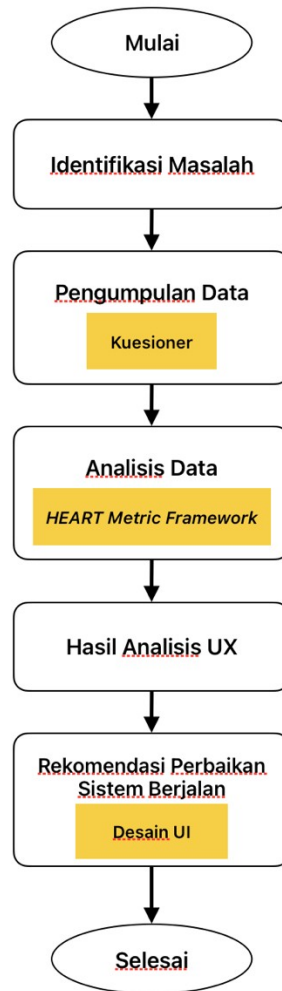 Mulai
Identifikasi Masalah
Pengumpulan Data
Kuesioner
Analisis Data
HEART Metric Framework
Hasil Analisis UX
Rekomendasi Perbaikan
Sistem Berjalan
Desain UI
Selesai